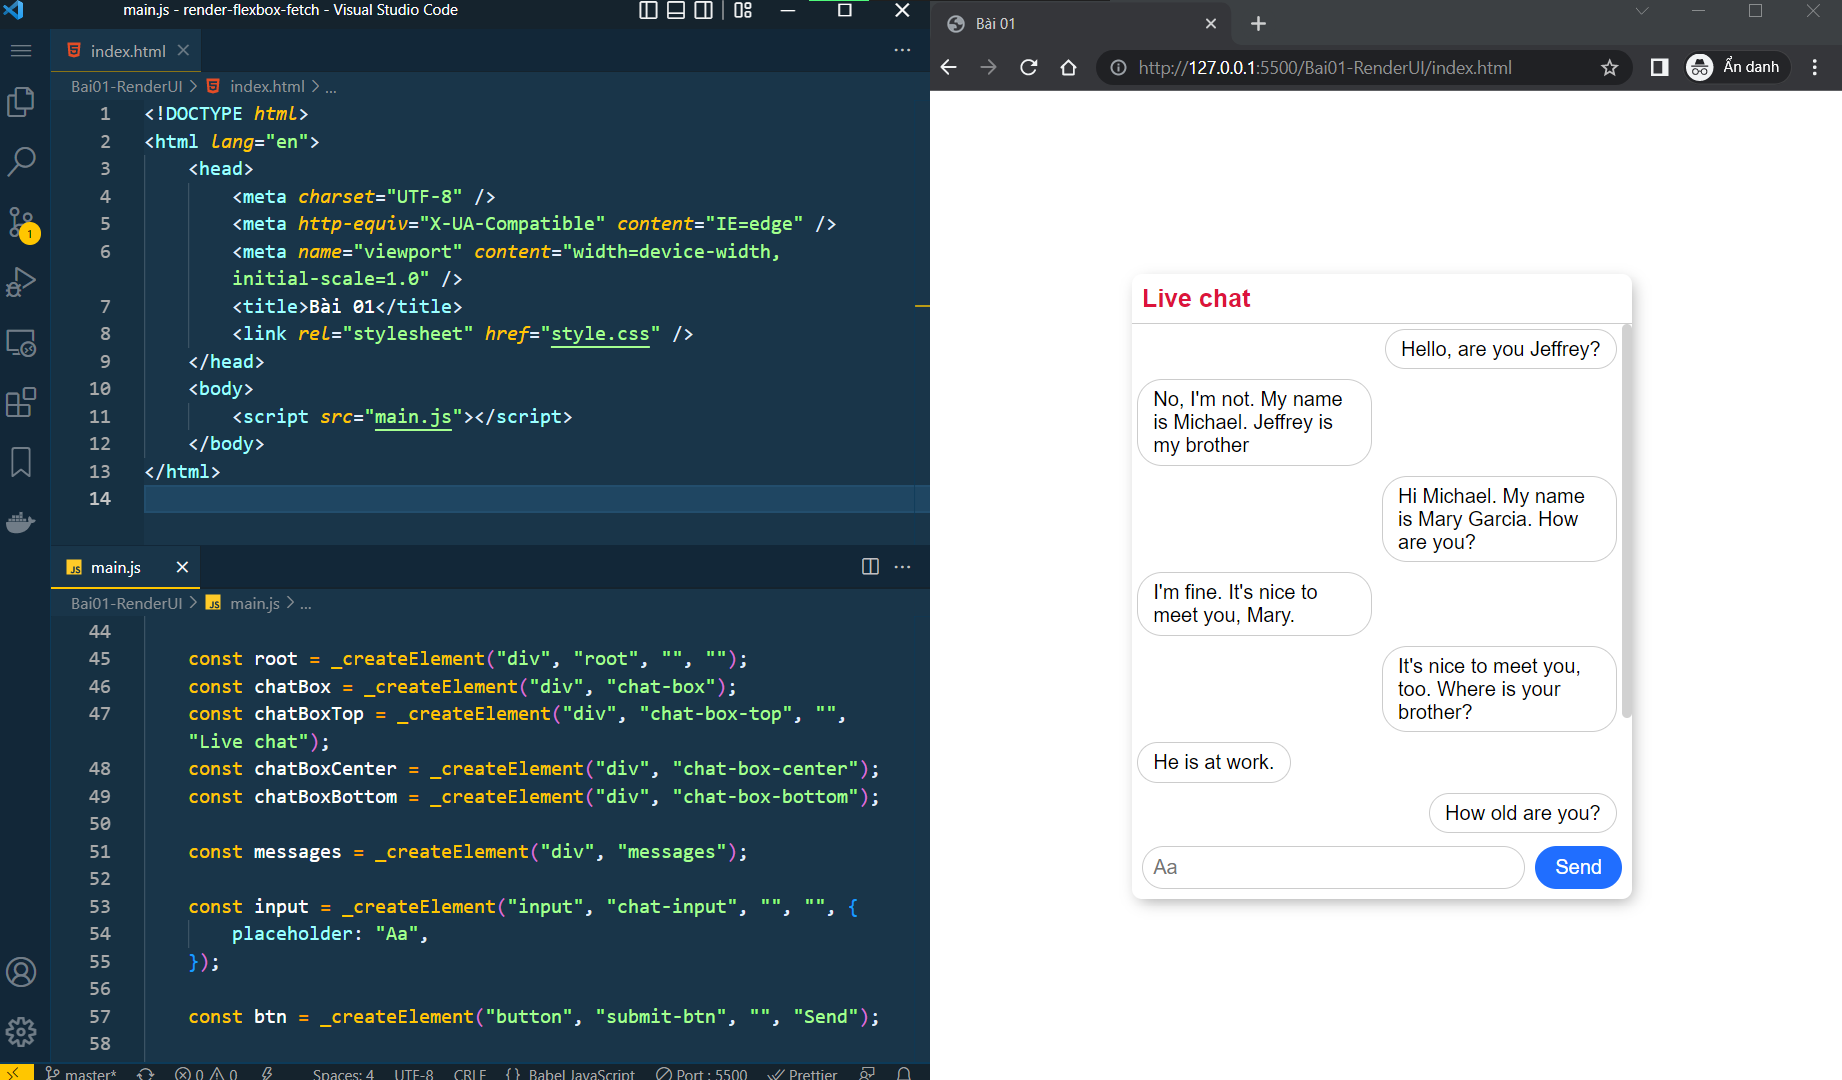 main.js - render-flexbox-fetch - Visual Studio Code
index.html
Bai01-RenderUI > index.html > ...
1 <!DOCTYPE html>
2 <html lang="en">
3 <head>
4 <meta charset="UTF-8" />
5 <meta http-equiv="X-UA-Compatible" content="IE=edge" />
6 <meta name="viewport" content="width=device-width,
initial-scale=1.0" />
7 <title>Bài 01</title>
8 <link rel="stylesheet" href="style.css" />
9 </head>
10 <body>
11 <script src="main.js"></script>
12 </body>
13 </html>
14
1
main.js
Bai01-RenderUI > JS main.js > ...
44
45 const root = _createElement("div", "root", "", "");
46 const chatBox = _createElement("div", "chat-box");
47 const chatBoxTop = _createElement("div", "chat-box-top", "",
"Live chat");
48 const chatBoxCenter = _createElement("div", "chat-box-center");
49 const chatBoxBottom = _createElement("div", "chat-box-bottom");
50
51 const messages = _createElement("div", "messages");
52
53 const input = _createElement("input", "chat-input", "", "", {
54 placeholder: "Aa",
55 });
56
57 const btn = _createElement("button", "submit-btn", "", "Send");
58
master* 0 0 Spaces: 4 UTF-8 CRLF {} Babel JavaScript Port : 5500 Prettier
Bài 01
http://127.0.0.1:5500/Bai01-RenderUI/index.html
Ẩn danh
Live chat
Hello, are you Jeffrey?
No, I'm not. My name
is Michael. Jeffrey is
my brother
Hi Michael. My name
is Mary Garcia. How
are you?
I'm fine. It's nice to
meet you, Mary.
It's nice to meet you,
too. Where is your
brother?
He is at work.
How old are you?
Aa
Send